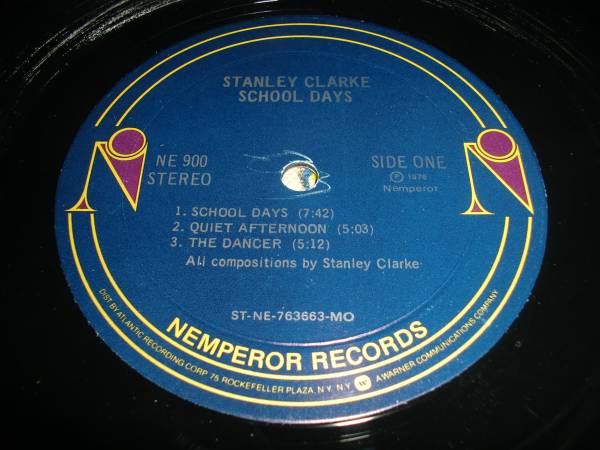 STANLEY CLARKE
SCHOOL DAYS
NE 900
STEREO
SIDE ONE
Ⓟ 1976
Nemperor
1. SCHOOL DAYS (7:42)
2. QUIET AFTERNOON (5:03)
3. THE DANCER (5:12)
All compositions by Stanley Clarke
ST-NE-763663-MO
NEMPEROR RECORDS
DIST BY ATLANTIC RECORDING CORP 75 ROCKEFELLER PLAZA, N.Y. N.Y. W A WARNER COMMUNICATIONS COMPANY